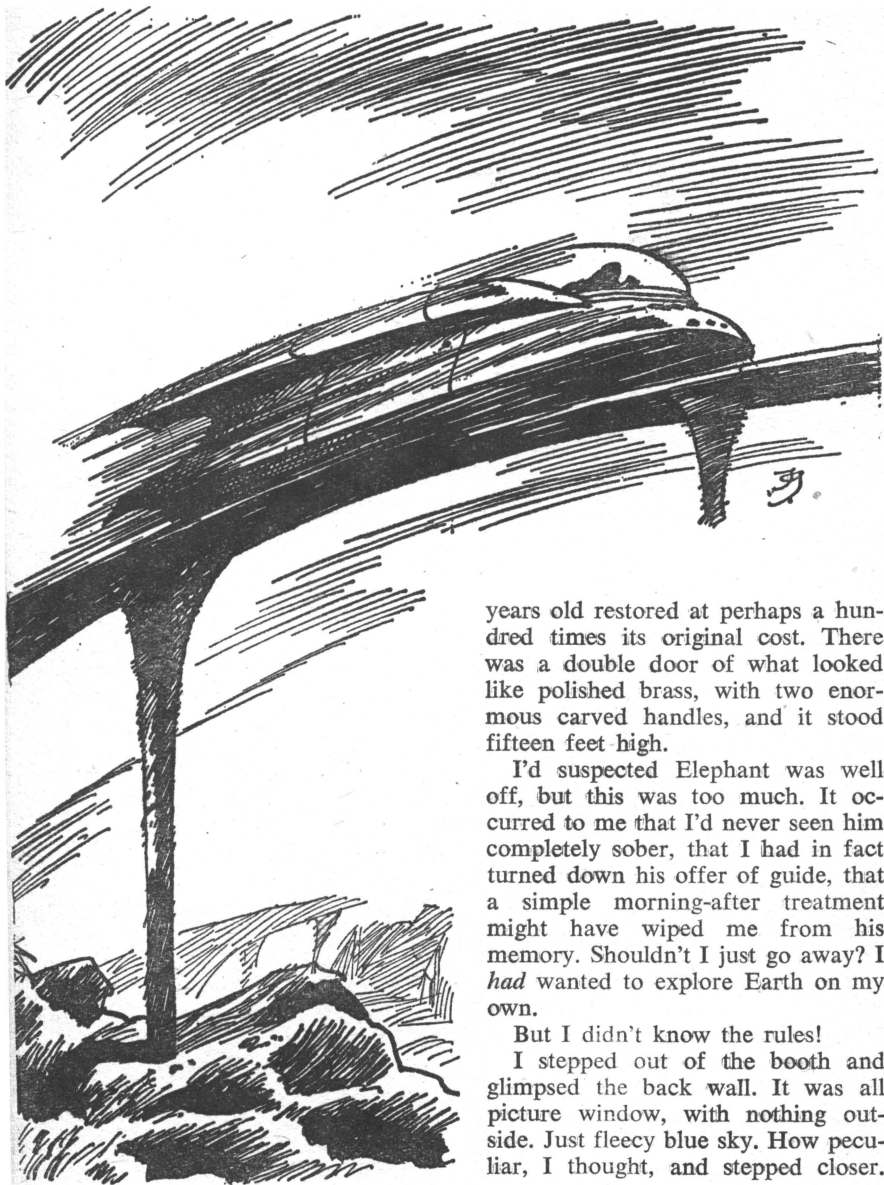 years old restored at perhaps a hun-
dred times its original cost. There
was a double door of what looked
like polished brass, with two enor-
mous carved handles, and it stood
fifteen feet high.
I'd suspected Elephant was well
off, but this was too much. It oc-
curred to me that I'd never seen him
completely sober, that I had in fact
turned down his offer of guide, that
a simple morning-after treatment
might have wiped me from his
memory. Shouldn't I just go away? I
had wanted to explore Earth on my
own.
But I didn't know the rules!
I stepped out of the booth and
glimpsed the back wall. It was all
picture window, with nothing out-
side. Just fleecy blue sky. How pecu-
liar, I thought, and stepped closer.